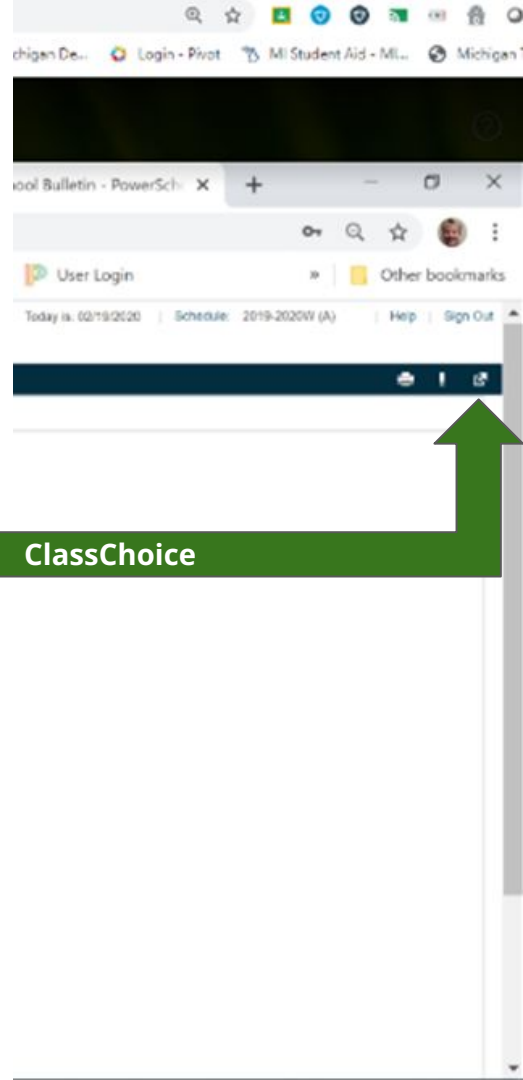 chigan De... Login - Pivot MI Student Aid - MI... Michigan
ool Bulletin - PowerSch
User Login » Other bookmarks
Today is: 02/19/2020 | Schedule: 2019-2020W (A) | Help | Sign Out
ClassChoice